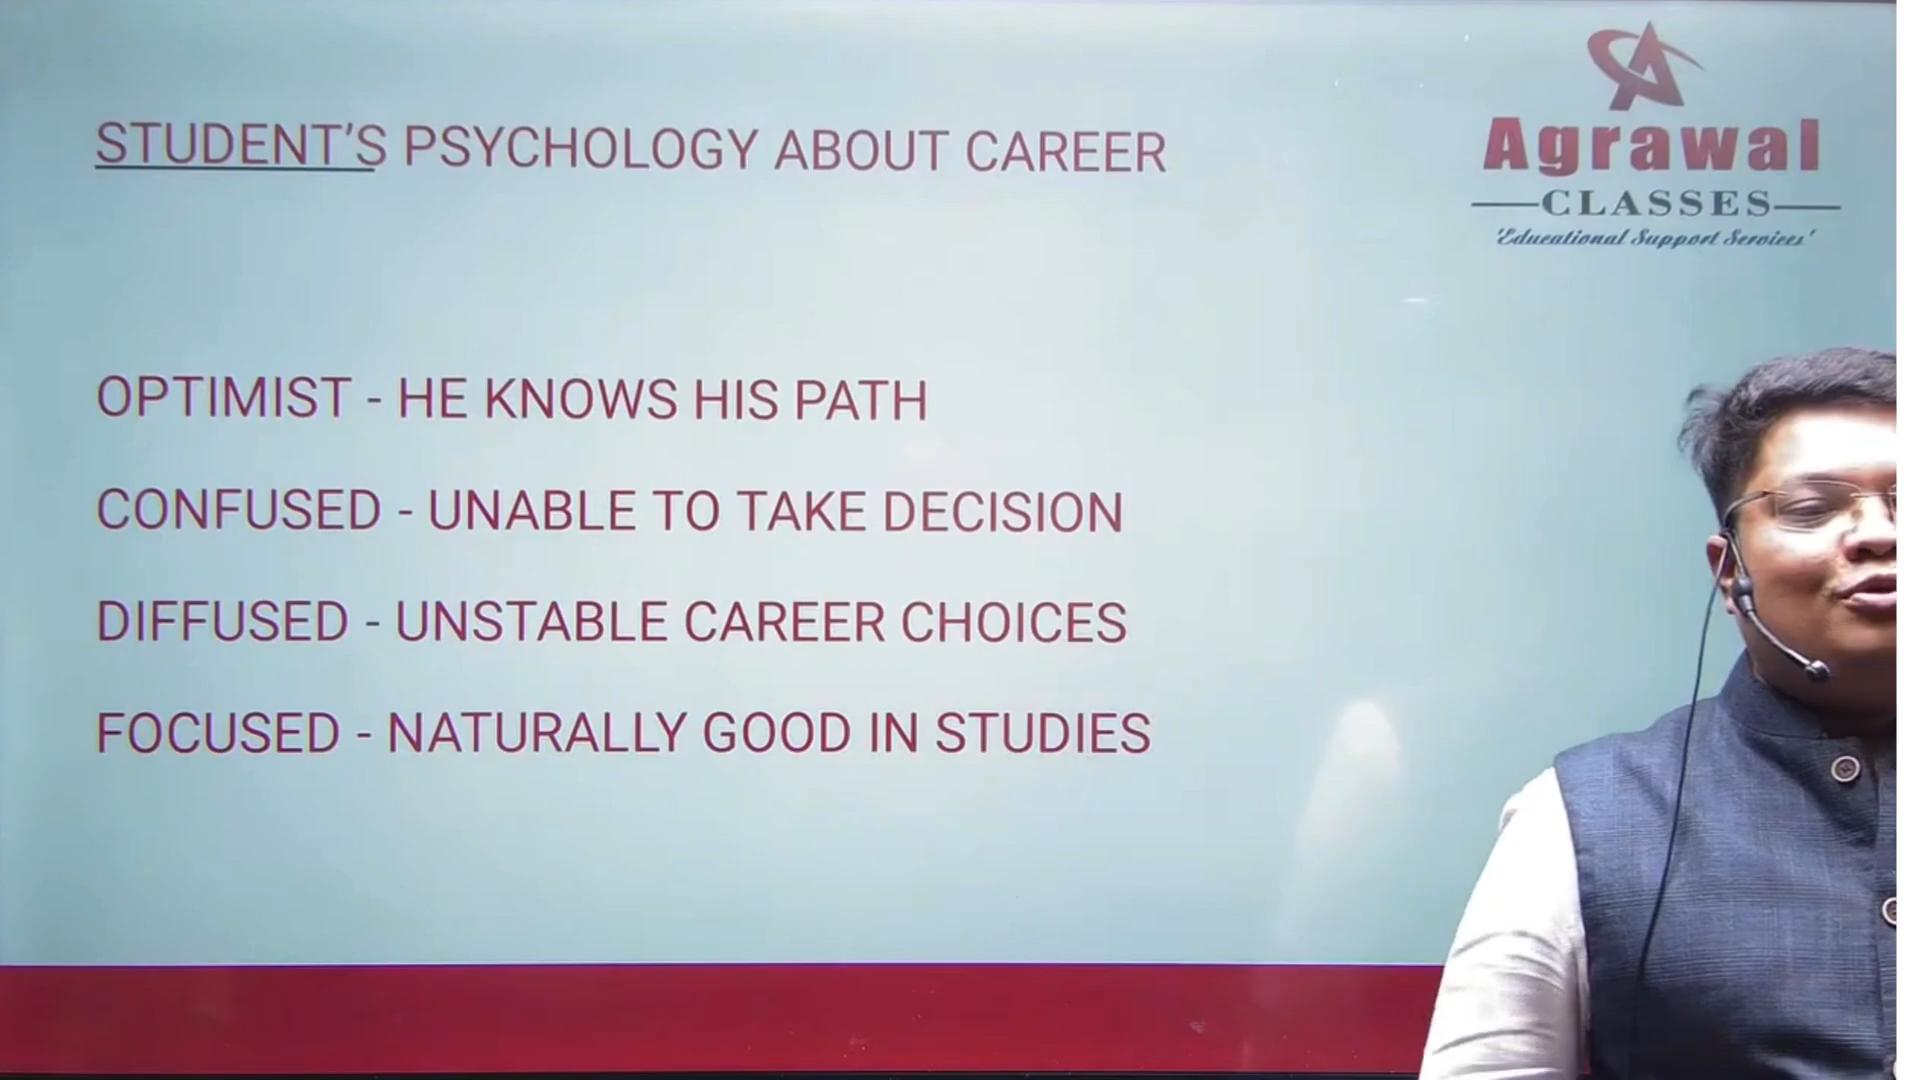 STUDENT'S PSYCHOLOGY ABOUT CAREER
Agrawal
CLASSES
'Educational Support Services'
OPTIMIST - HE KNOWS HIS PATH
CONFUSED - UNABLE TO TAKE DECISION
DIFFUSED - UNSTABLE CAREER CHOICES
FOCUSED - NATURALLY GOOD IN STUDIES